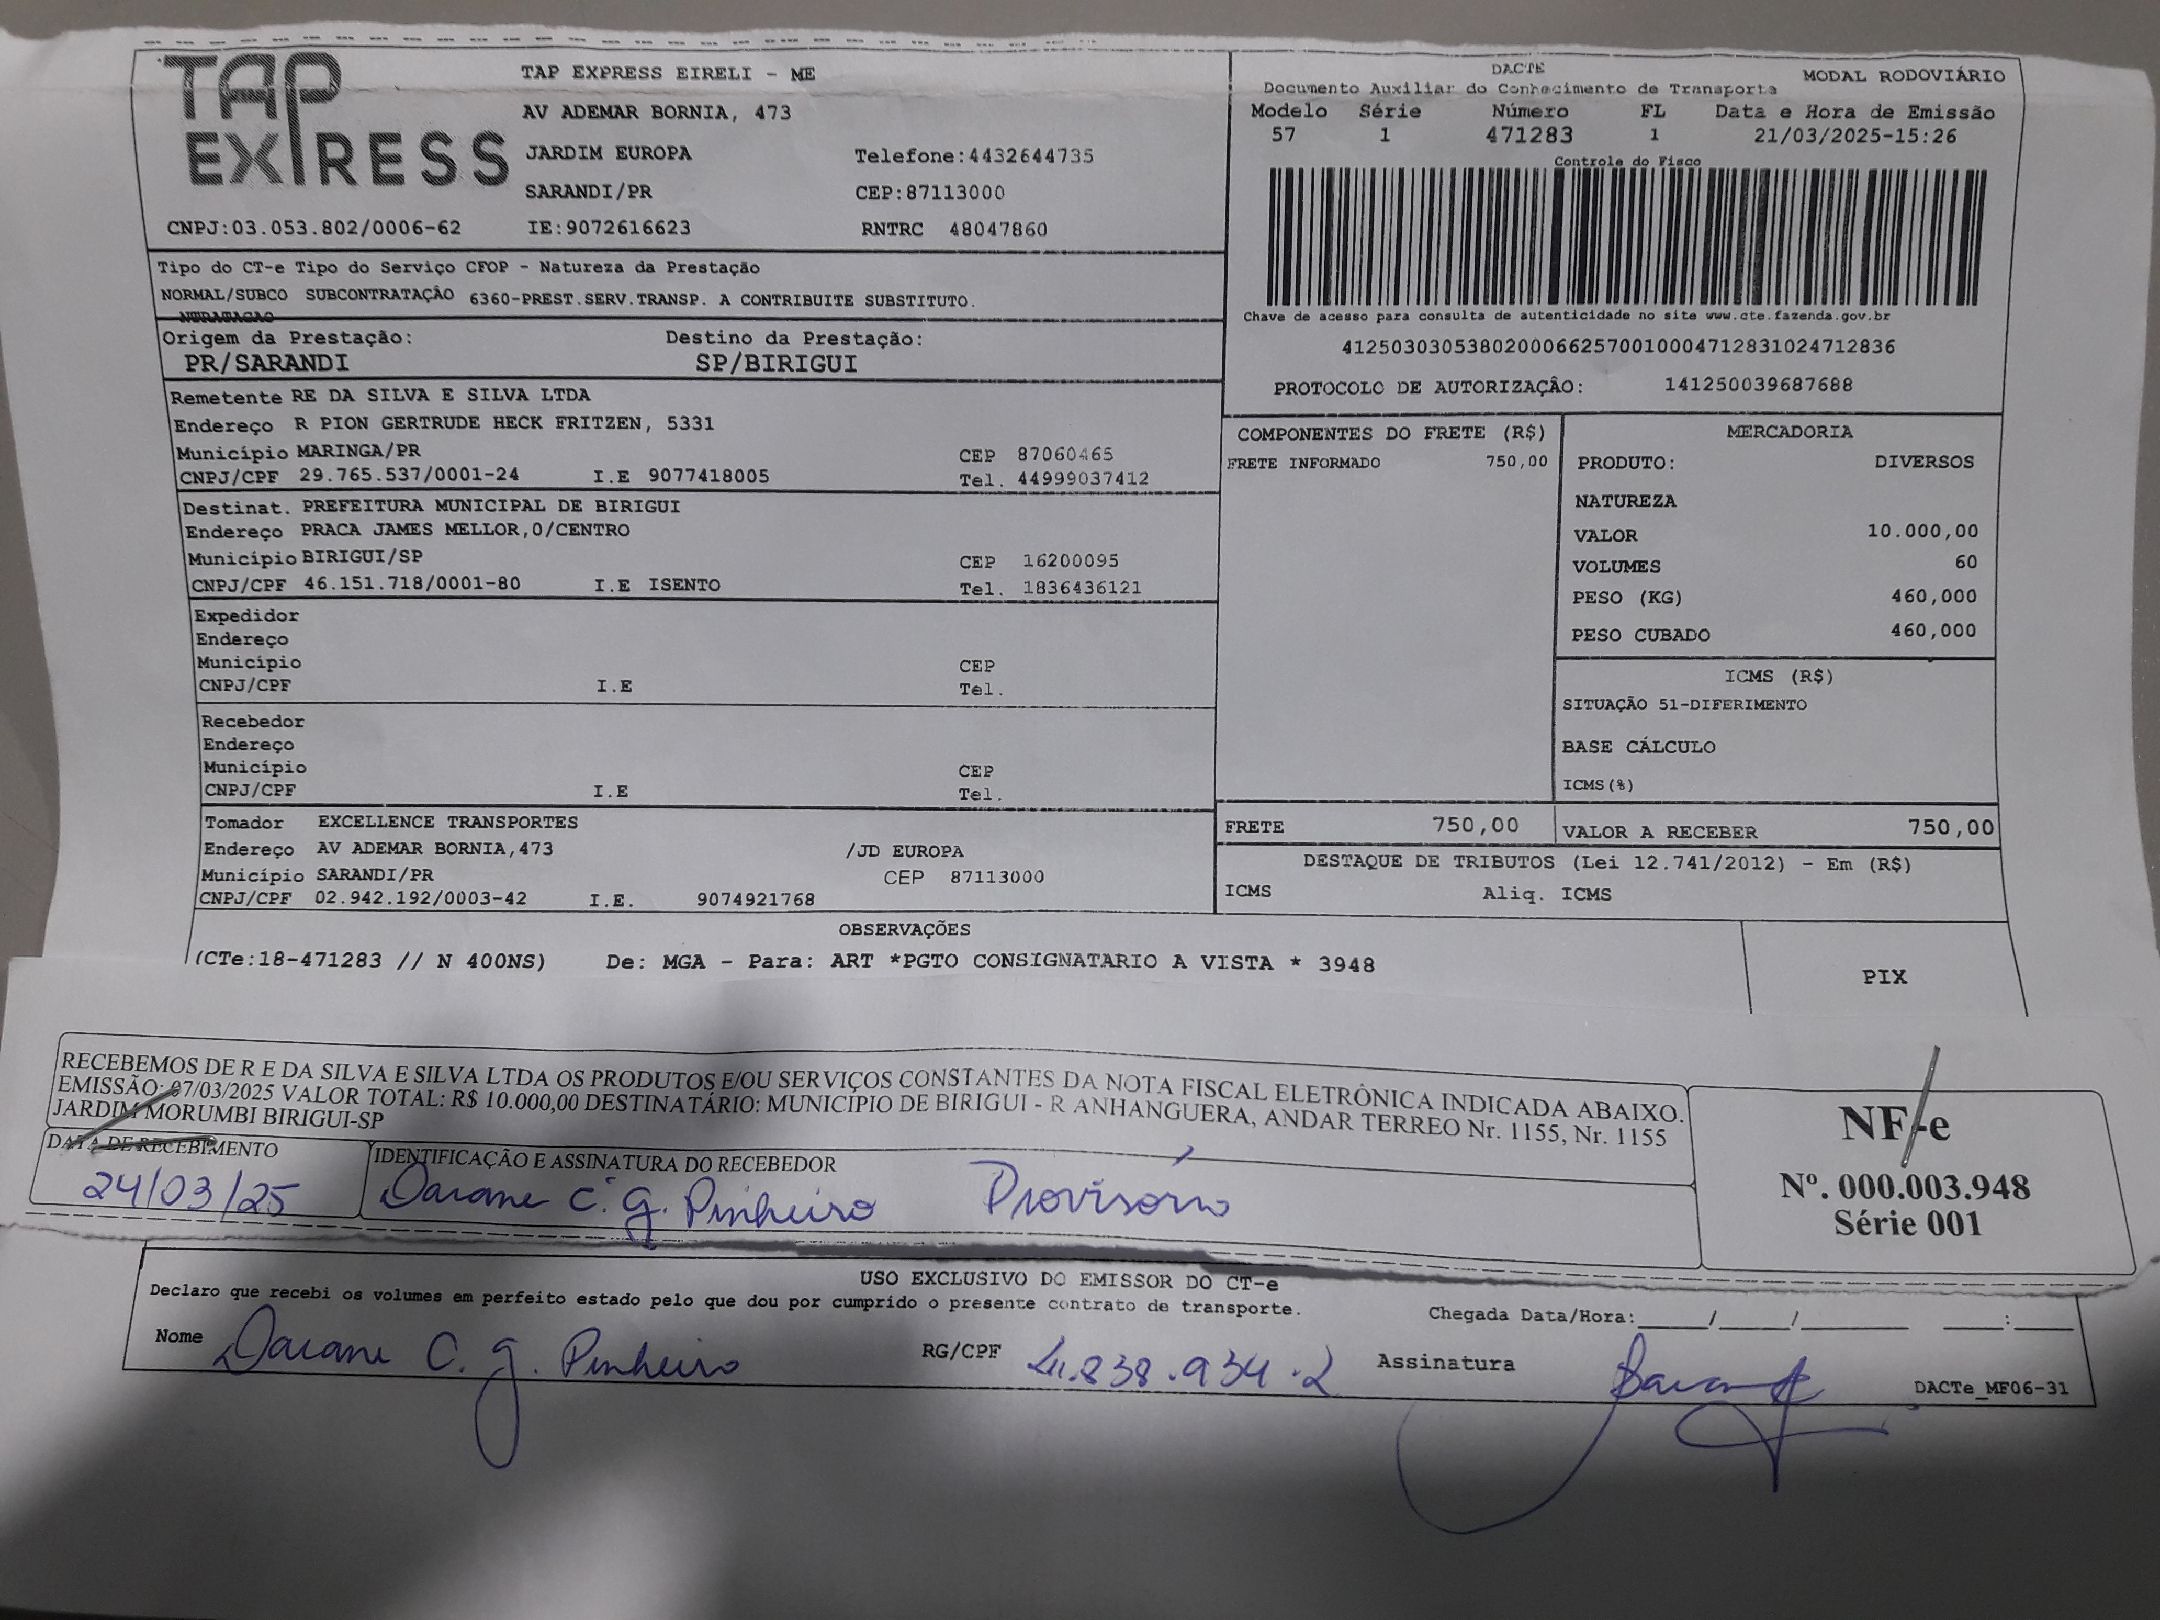 TAP EXPRESS
TAP EXPRESS EIRELI - ME
AV ADEMAR BORNIA, 473
JARDIM EUROPA Telefone:4432644735
SARANDI/PR CEP:87113000
CNPJ:03.053.802/0006-62 IE:9072616623 RNTRC 48047860
DACTE MODAL RODOVIÁRIO
Documento Auxiliar do Conhecimento de Transporte
Modelo Série Número FL Data e Hora de Emissão
57 1 471283 1 21/03/2025-15:26
Controle do Fisco
Chave de acesso para consulta de autenticidade no site www.cte.fazenda.gov.br
41250303053802000662570010004712831024712836
PROTOCOLO DE AUTORIZAÇÃO: 141250039687688
Tipo do CT-e Tipo do Serviço CFOP - Natureza da Prestação
NORMAL/SUBCO SUBCONTRATAÇÃO 6360-PREST.SERV.TRANSP. A CONTRIBUITE SUBSTITUTO.
NTRATACAO
Origem da Prestação: Destino da Prestação:
PR/SARANDI SP/BIRIGUI
Remetente RE DA SILVA E SILVA LTDA
Endereço R PION GERTRUDE HECK FRITZEN, 5331
Município MARINGA/PR CEP 87060465
CNPJ/CPF 29.765.537/0001-24 I.E 9077418005 Tel. 44999037412
Destinat. PREFEITURA MUNICIPAL DE BIRIGUI
Endereço PRACA JAMES MELLOR,0/CENTRO
Município BIRIGUI/SP CEP 16200095
CNPJ/CPF 46.151.718/0001-80 I.E ISENTO Tel. 1836436121
Expedidor
Endereço
Município CEP
CNPJ/CPF I.E Tel.
Recebedor
Endereço
Município CEP
CNPJ/CPF I.E Tel.
Tomador EXCELLENCE TRANSPORTES
Endereço AV ADEMAR BORNIA,473 /JD EUROPA
Município SARANDI/PR CEP 87113000
CNPJ/CPF 02.942.192/0003-42 I.E. 9074921768
COMPONENTES DO FRETE (R$)
FRETE INFORMADO 750,00
MERCADORIA
PRODUTO: DIVERSOS
NATUREZA
VALOR 10.000,00
VOLUMES 60
PESO (KG) 460,000
PESO CUBADO 460,000
ICMS (R$)
SITUAÇÃO 51-DIFERIMENTO
BASE CÁLCULO
ICMS(%)
FRETE 750,00 VALOR A RECEBER 750,00
DESTAQUE DE TRIBUTOS (Lei 12.741/2012) - Em (R$)
ICMS Aliq. ICMS
OBSERVAÇÕES
(CTe:18-471283 // N 400NS) De: MGA - Para: ART *PGTO CONSIGNATARIO A VISTA * 3948
PIX
RECEBEMOS DE R E DA SILVA E SILVA LTDA OS PRODUTOS E/OU SERVIÇOS CONSTANTES DA NOTA FISCAL ELETRÔNICA INDICADA ABAIXO.
EMISSÃO: 07/03/2025 VALOR TOTAL: R$ 10.000,00 DESTINATÁRIO: MUNICÍPIO DE BIRIGUI - R ANHANGUERA, ANDAR TERREO Nr. 1155, Nr. 1155
JARDIM MORUMBI BIRIGUI-SP
DATA DE RECEBIMENTO IDENTIFICAÇÃO E ASSINATURA DO RECEBEDOR
24/03/25 Daiane C. G. Pinheiro Provisório
NF-e
Nº. 000.003.948
Série 001
USO EXCLUSIVO DO EMISSOR DO CT-e
Declaro que recebi os volumes em perfeito estado pelo que dou por cumprido o presente contrato de transporte.
Chegada Data/Hora:_____/_____/_______ ____:____
Nome Daiane C. G. Pinheiro RG/CPF 41.838.934-2 Assinatura
DACTe_MF06-31